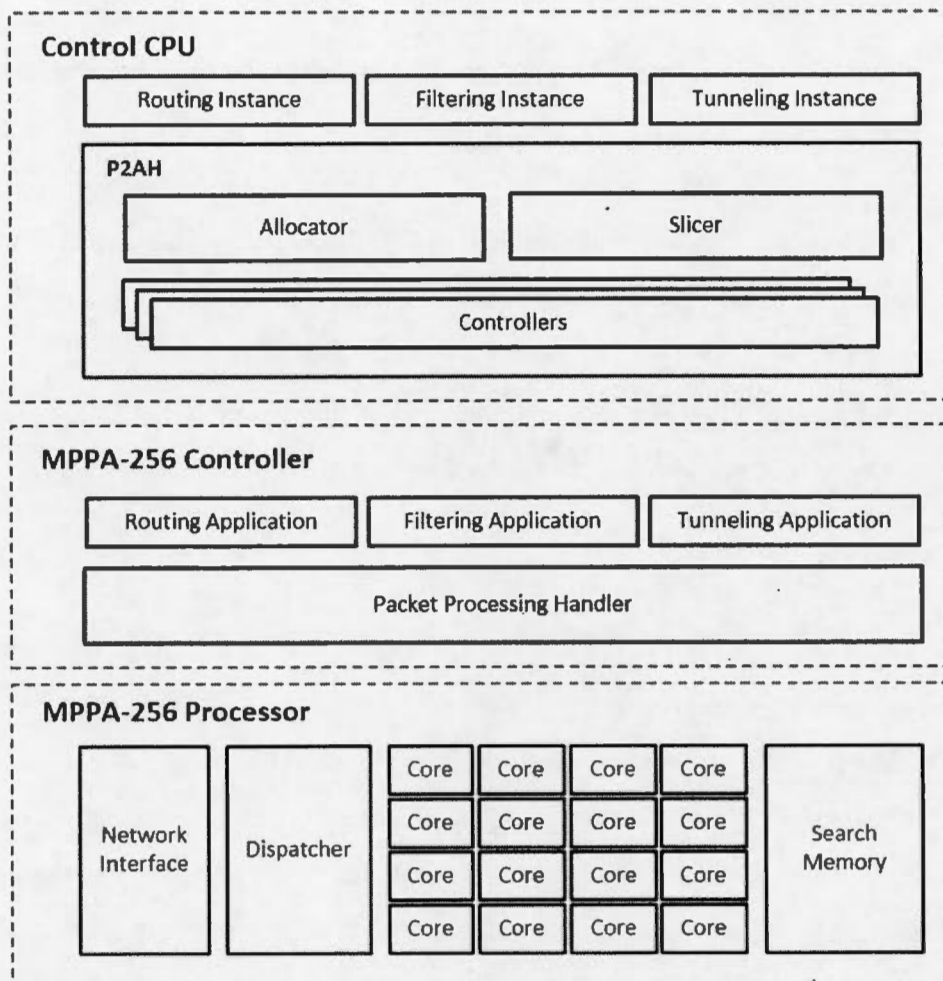 Control CPU
Routing Instance
Filtering Instance
Tunneling Instance
P2AH
Allocator
Slicer
Controllers
MPPA-256 Controller
Routing Application
Filtering Application
Tunneling Application
Packet Processing Handler
MPPA-256 Processor
Network
Interface
Dispatcher
Core Core Core Core
Core Core Core Core
Core Core Core Core
Core Core Core Core
Search
Memory